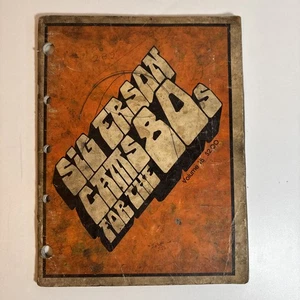 SIG ERSON
CAMS
FOR THE
80s